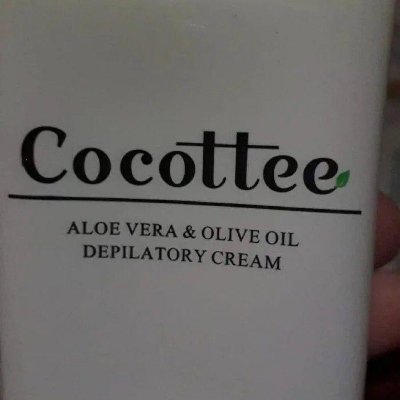 Cocottee
ALOE VERA & OLIVE OIL
DEPILATORY CREAM